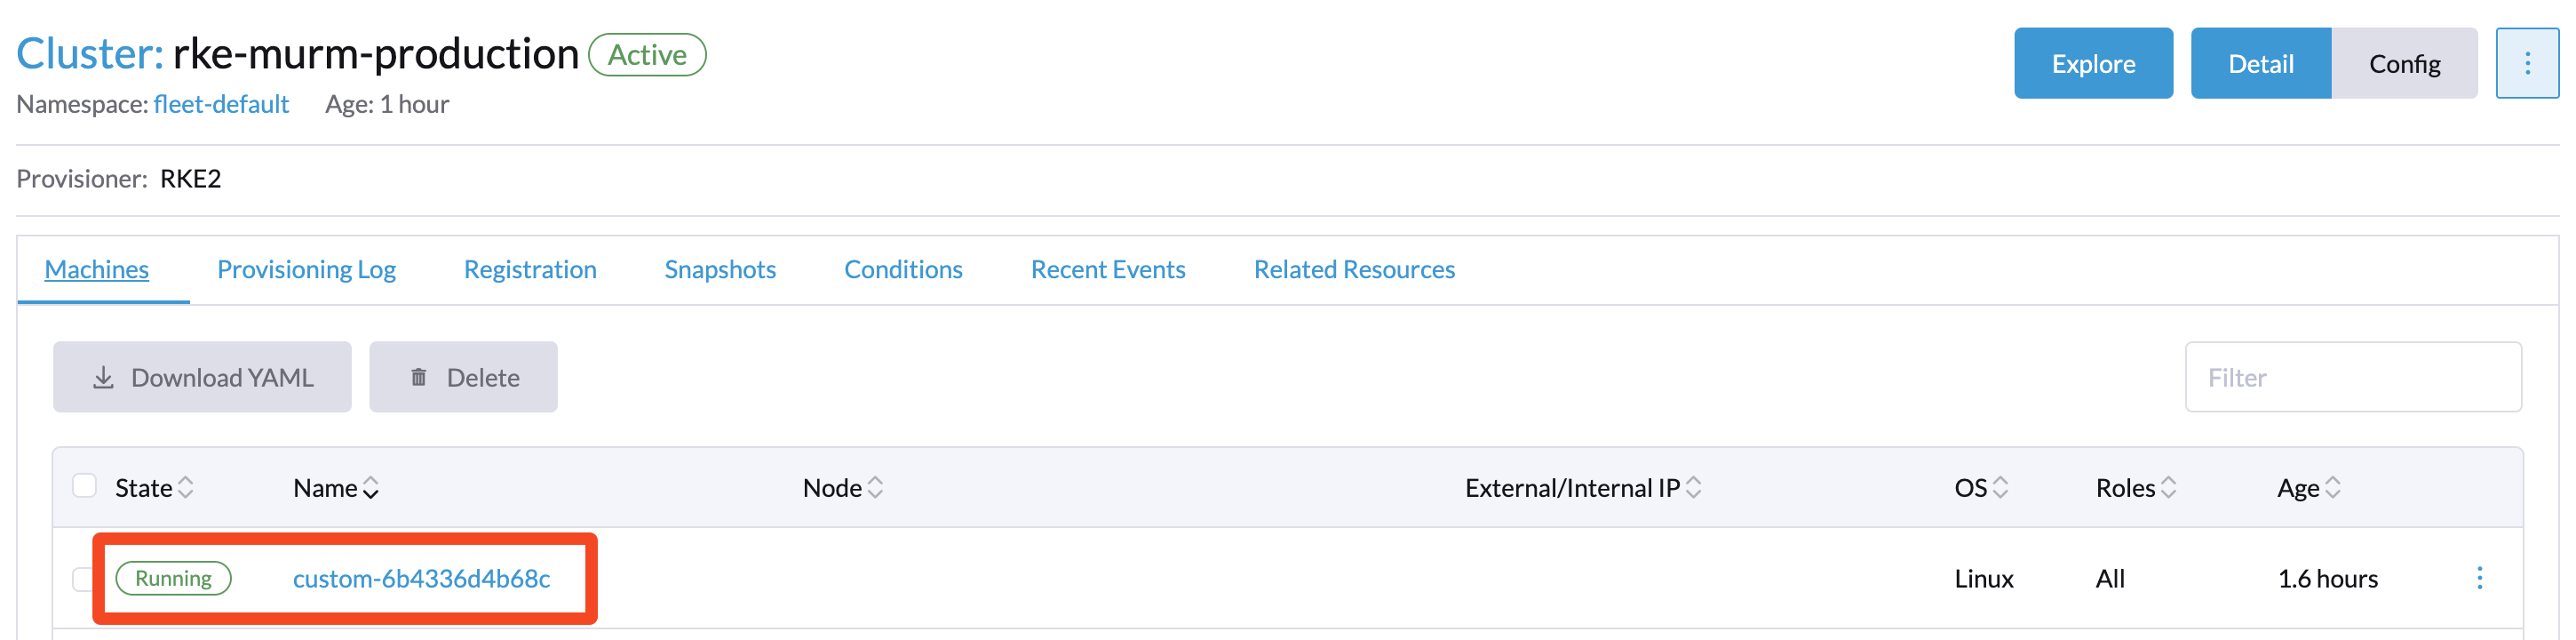 Cluster: rke-murm-production Active
Explore Detail Config
Namespace: fleet-default Age: 1 hour
Provisioner: RKE2
Machines Provisioning Log Registration Snapshots Conditions Recent Events Related Resources
Download YAML Delete Filter
State Name Node External/Internal IP OS Roles Age
Running custom-6b4336d4b68c Linux All 1.6 hours